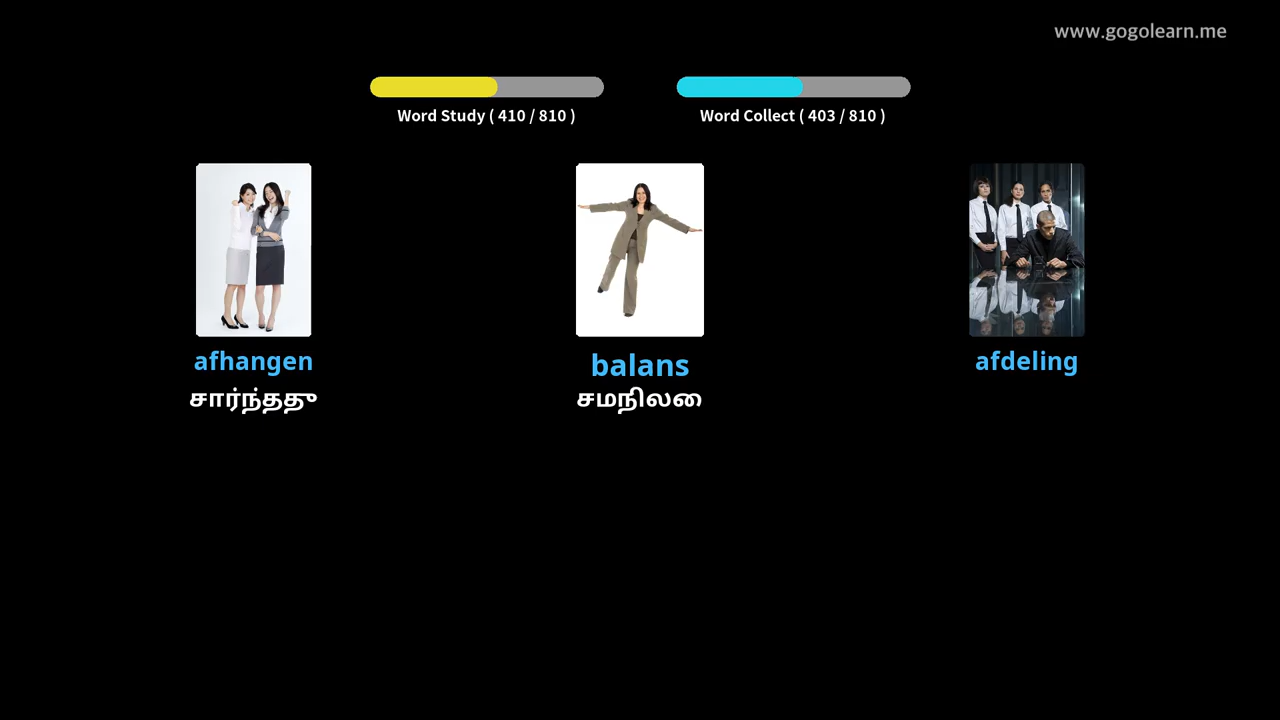 www.gogolearn.me
Word Study ( 410 / 810 )
Word Collect ( 403 / 810 )
afhangen
balans
afdeling
சார்ந்தது
சமநிலை